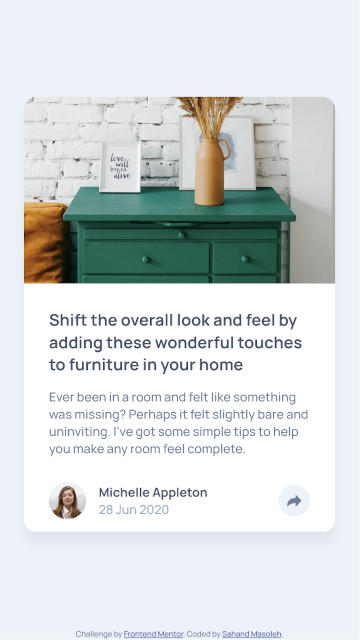 love
will
keep us
alive
Shift the overall look and feel by
adding these wonderful touches
to furniture in your home
Ever been in a room and felt like something
was missing? Perhaps it felt slightly bare and
uninviting. I've got some simple tips to help
you make any room feel complete.
Michelle Appleton
28 Jun 2020
Challenge by Frontend Mentor. Coded by Sahand Masoleh.